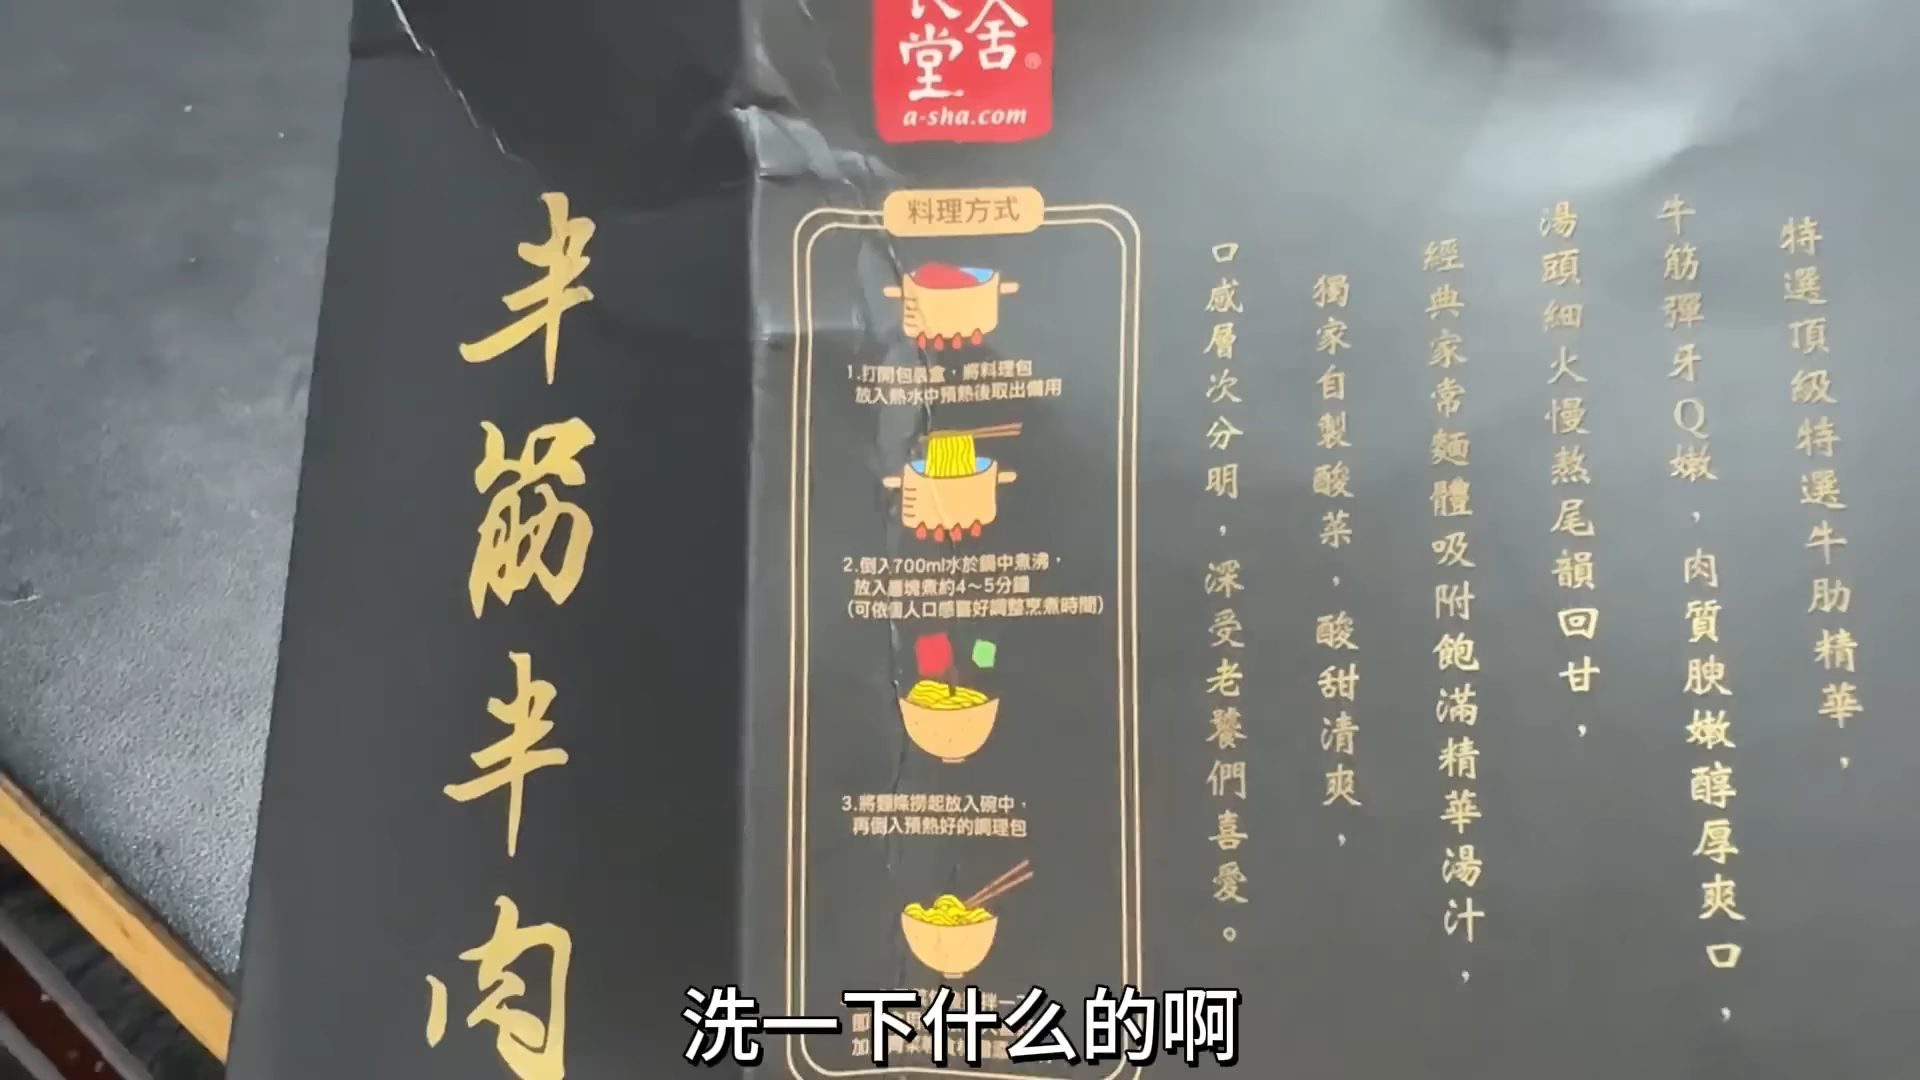 舍
堂
a-sha.com
半筋半肉
料理方式
1.打開包裝盒，將料理包
放入熱水中預熱後取出備用
2.倒入700ml水於鍋中煮沸，
放入麵塊煮約4～5分鐘
(可依個人口感喜好調整烹煮時間)
3.將麵條撈起放入碗中，
再倒入預熱好的調理包
特選頂級特選牛肋精華，
牛筋彈牙Q嫩，肉質腴嫩醇厚爽口，
湯頭細火慢熬尾韻回甘，
經典家常麵體吸附飽滿精華湯汁，
獨家自製酸菜，酸甜清爽，
口感層次分明，深受老饕們喜愛。
洗一下什么的啊